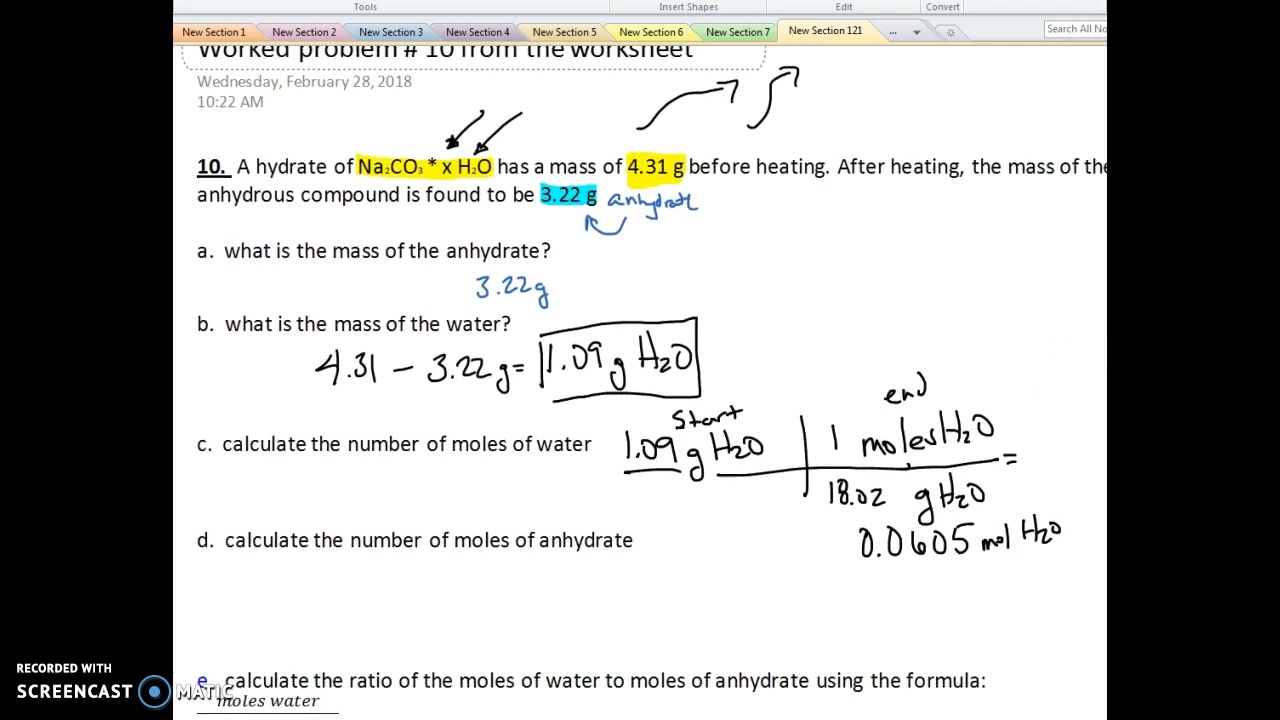 Tools Insert Shapes Edit Convert
New Section 1 New Section 2 New Section 3 New Section 4 New Section 5 New Section 6 New Section 7 New Section 121 ... Search All No
Worked problem # 10 from the worksheet
Wednesday, February 28, 2018
10:22 AM
10. A hydrate of Na₂CO₃ * x H₂O has a mass of 4.31 g before heating. After heating, the mass of the
anhydrous compound is found to be 3.22 g anhydrate
a. what is the mass of the anhydrate?
3.22g
b. what is the mass of the water?
4.31 – 3.22g = 1.09 g H₂O
end
start
c. calculate the number of moles of water 1.09 g H₂O 1 moles H₂O =
18.02 g H₂O
0.0605 mol H₂O
d. calculate the number of moles of anhydrate
e. calculate the ratio of the moles of water to moles of anhydrate using the formula:
moles water
RECORDED WITH
SCREENCAST MATIC